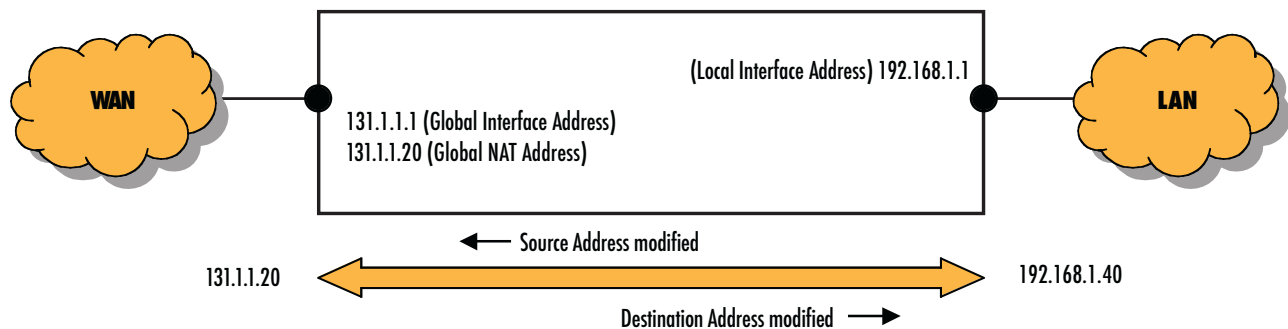 WAN
(Local Interface Address) 192.168.1.1
LAN
131.1.1.1 (Global Interface Address)
131.1.1.20 (Global NAT Address)
Source Address modified
131.1.1.20
192.168.1.40
Destination Address modified